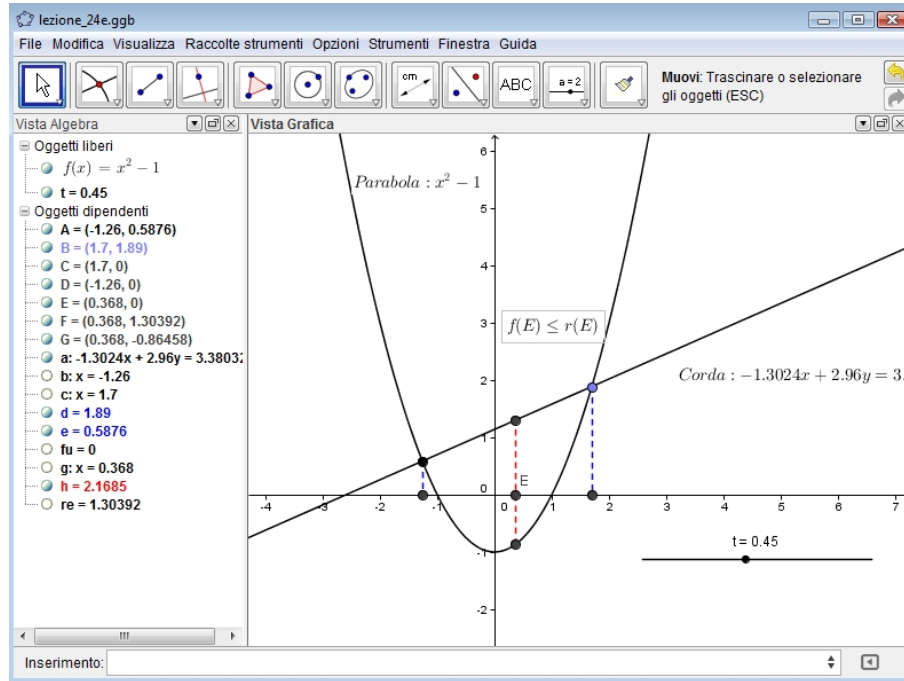 lezione_24e.ggb
File Modifica Visualizza Raccolte strumenti Opzioni Strumenti Finestra Guida
cm
ABC
a=2
Muovi: Trascinare o selezionare
gli oggetti (ESC)
Vista Algebra
Oggetti liberi
f(x) = x² − 1
t = 0.45
Oggetti dipendenti
A = (-1.26, 0.5876)
B = (1.7, 1.89)
C = (1.7, 0)
D = (-1.26, 0)
E = (0.368, 0)
F = (0.368, 1.30392)
G = (0.368, -0.86458)
a: -1.3024x + 2.96y = 3.38032
b: x = -1.26
c: x = 1.7
d = 1.89
e = 0.5876
fu = 0
g: x = 0.368
h = 2.1685
re = 1.30392
Vista Grafica
6
Parabola : x² − 1
5
4
3
f(E) ≤ r(E)
2
Corda : −1.3024x + 2.96y = 3.
1
0
E
-4 -3 -2 -1 0 1 2 3 4 5 6 7
-1
t = 0.45
-2
Inserimento: